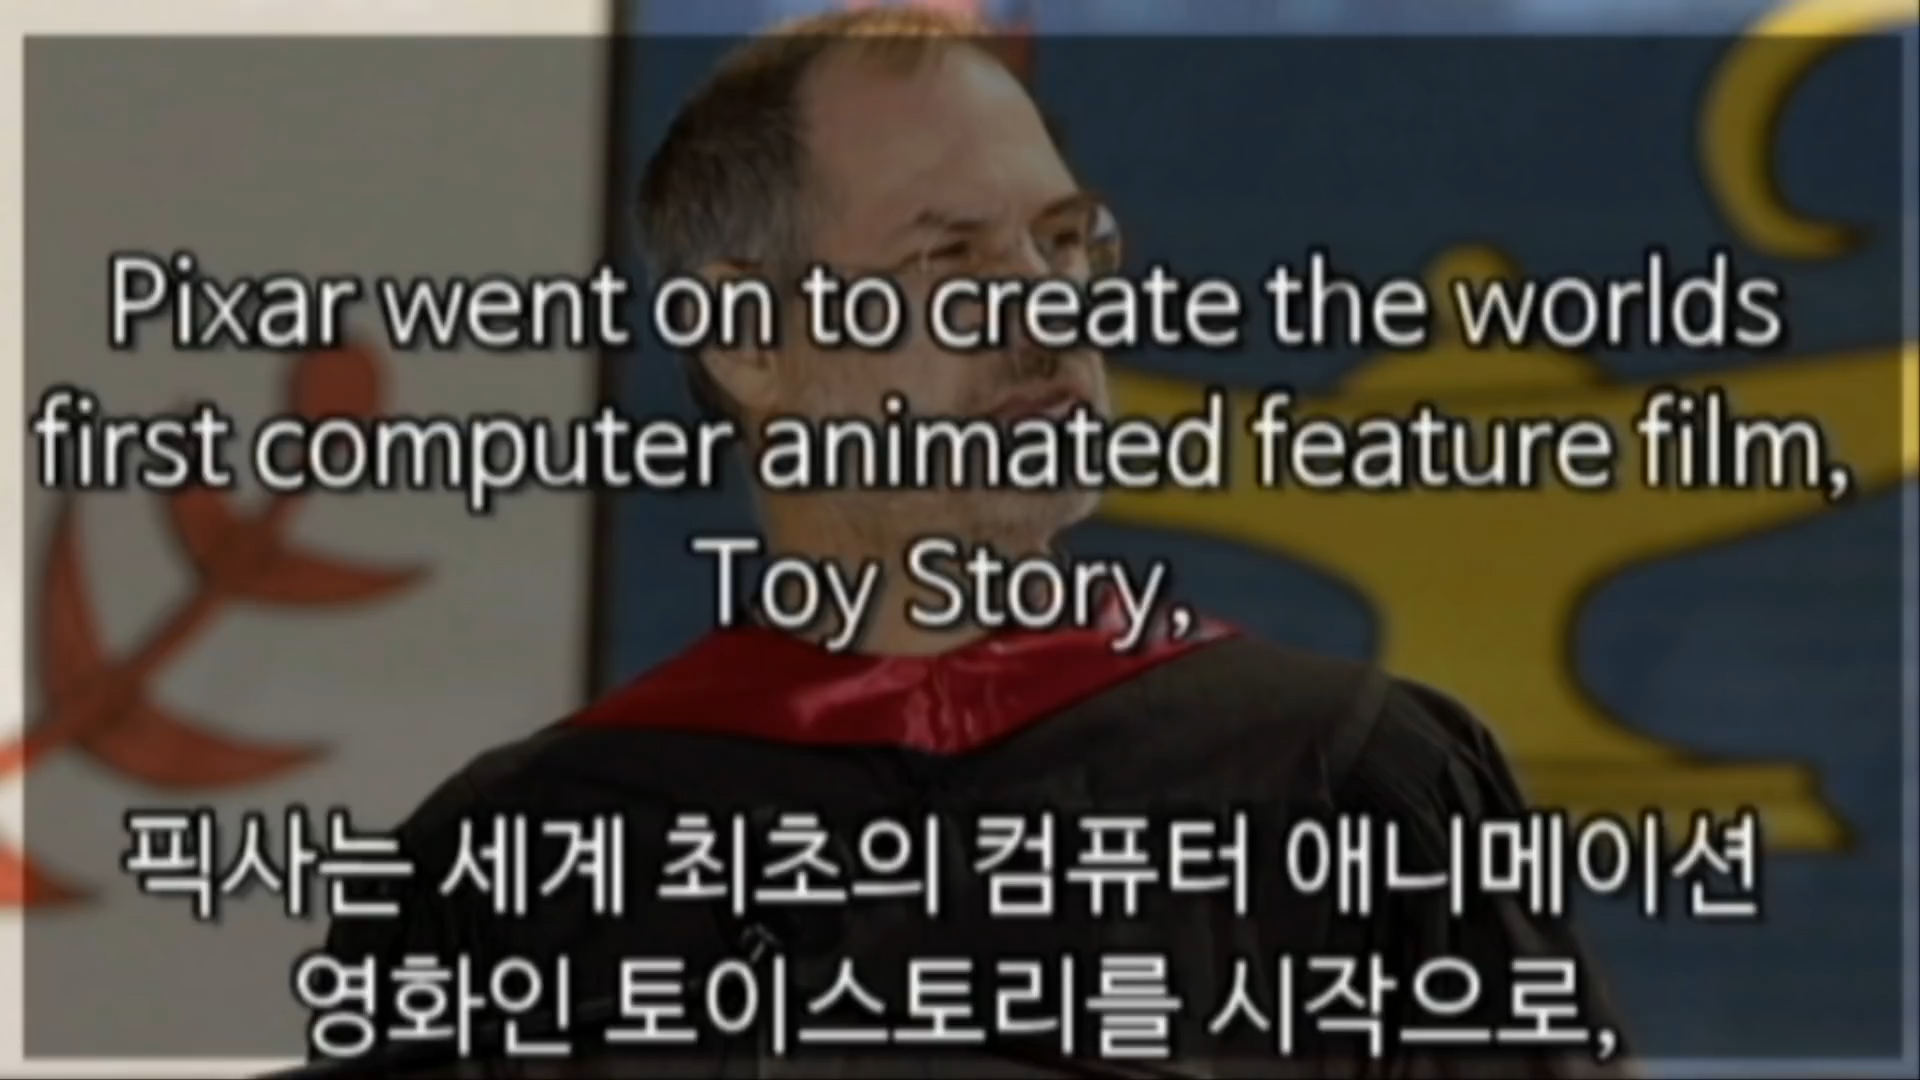 Pixar went on to create the worlds
first computer animated feature film,
Toy Story,
픽사는 세계 최초의 컴퓨터 애니메이션
영화인 토이스토리를 시작으로,